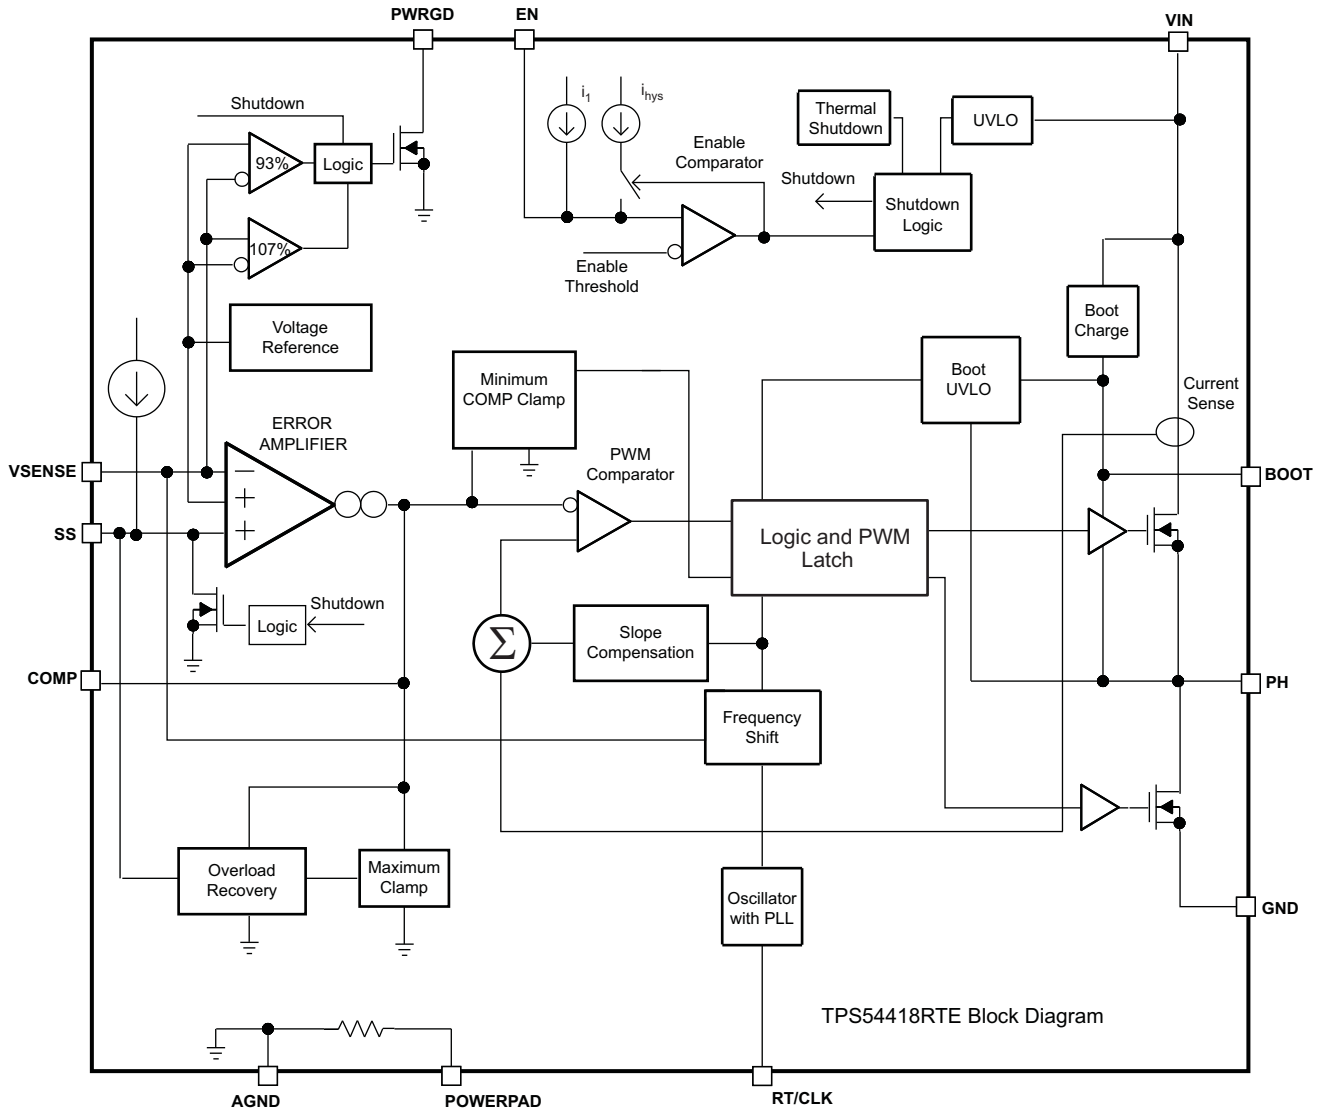 PWRGD
EN
VIN
Shutdown
i1
ihys
Thermal
Shutdown
UVLO
93%
Logic
Enable
Comparator
Shutdown
Shutdown
Logic
107%
Enable
Threshold
Voltage
Reference
Boot
Charge
Minimum
COMP Clamp
Boot
UVLO
Current
Sense
ERROR
AMPLIFIER
PWM
Comparator
VSENSE
−
+
+
BOOT
SS
Logic and PWM
Latch
Shutdown
Logic
Σ
Slope
Compensation
COMP
PH
Frequency
Shift
Overload
Recovery
Maximum
Clamp
Oscillator
with PLL
GND
TPS54418RTE Block Diagram
AGND
POWERPAD
RT/CLK